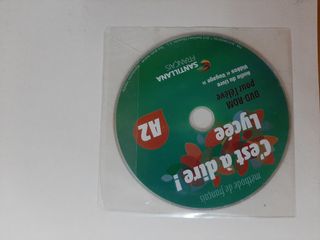 méthode de français
C'est à dire !
Lycée
A2
DVD-ROM
pour l'élève
Audio du livre
Vidéos « Voyage »
SANTILLANA
FRANÇAIS